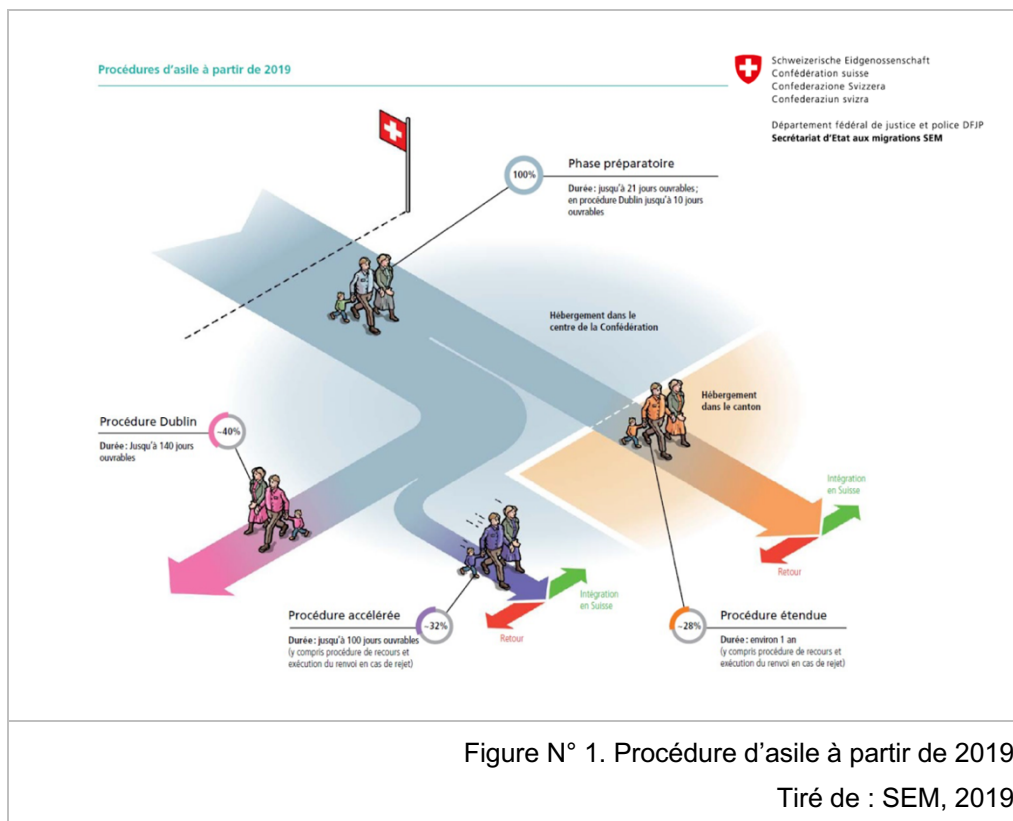 Procédures d'asile à partir de 2019
Schweizerische Eidgenossenschaft
Confédération suisse
Confederazione Svizzera
Confederaziun svizra
Département fédéral de justice et police DFJP
Secrétariat d'Etat aux migrations SEM
100%
Phase préparatoire
Durée : jusqu'à 21 jours ouvrables ;
en procédure Dublin jusqu'à 10 jours
ouvrables
Hébergement dans le
centre de la Confédération
Hébergement
dans le canton
Procédure Dublin
~40%
Durée : Jusqu'à 140 jours
ouvrables
Intégration
en Suisse
Retour
Intégration
en Suisse
Retour
Procédure accélérée
~32%
Durée : jusqu'à 100 jours ouvrables
(y compris procédure de recours et
exécution du renvoi en cas de rejet)
~28%
Procédure étendue
Durée : environ 1 an
(y compris procédure de recours et
exécution du renvoi en cas de rejet)
Figure N° 1. Procédure d'asile à partir de 2019
Tiré de : SEM, 2019